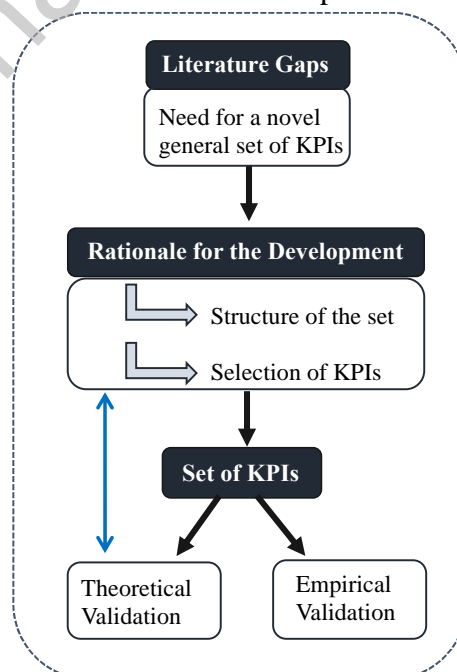 Literature Gaps
Need for a novel
general set of KPIs
Rationale for the Development
Structure of the set
Selection of KPIs
Set of KPIs
Theoretical
Validation
Empirical
Validation